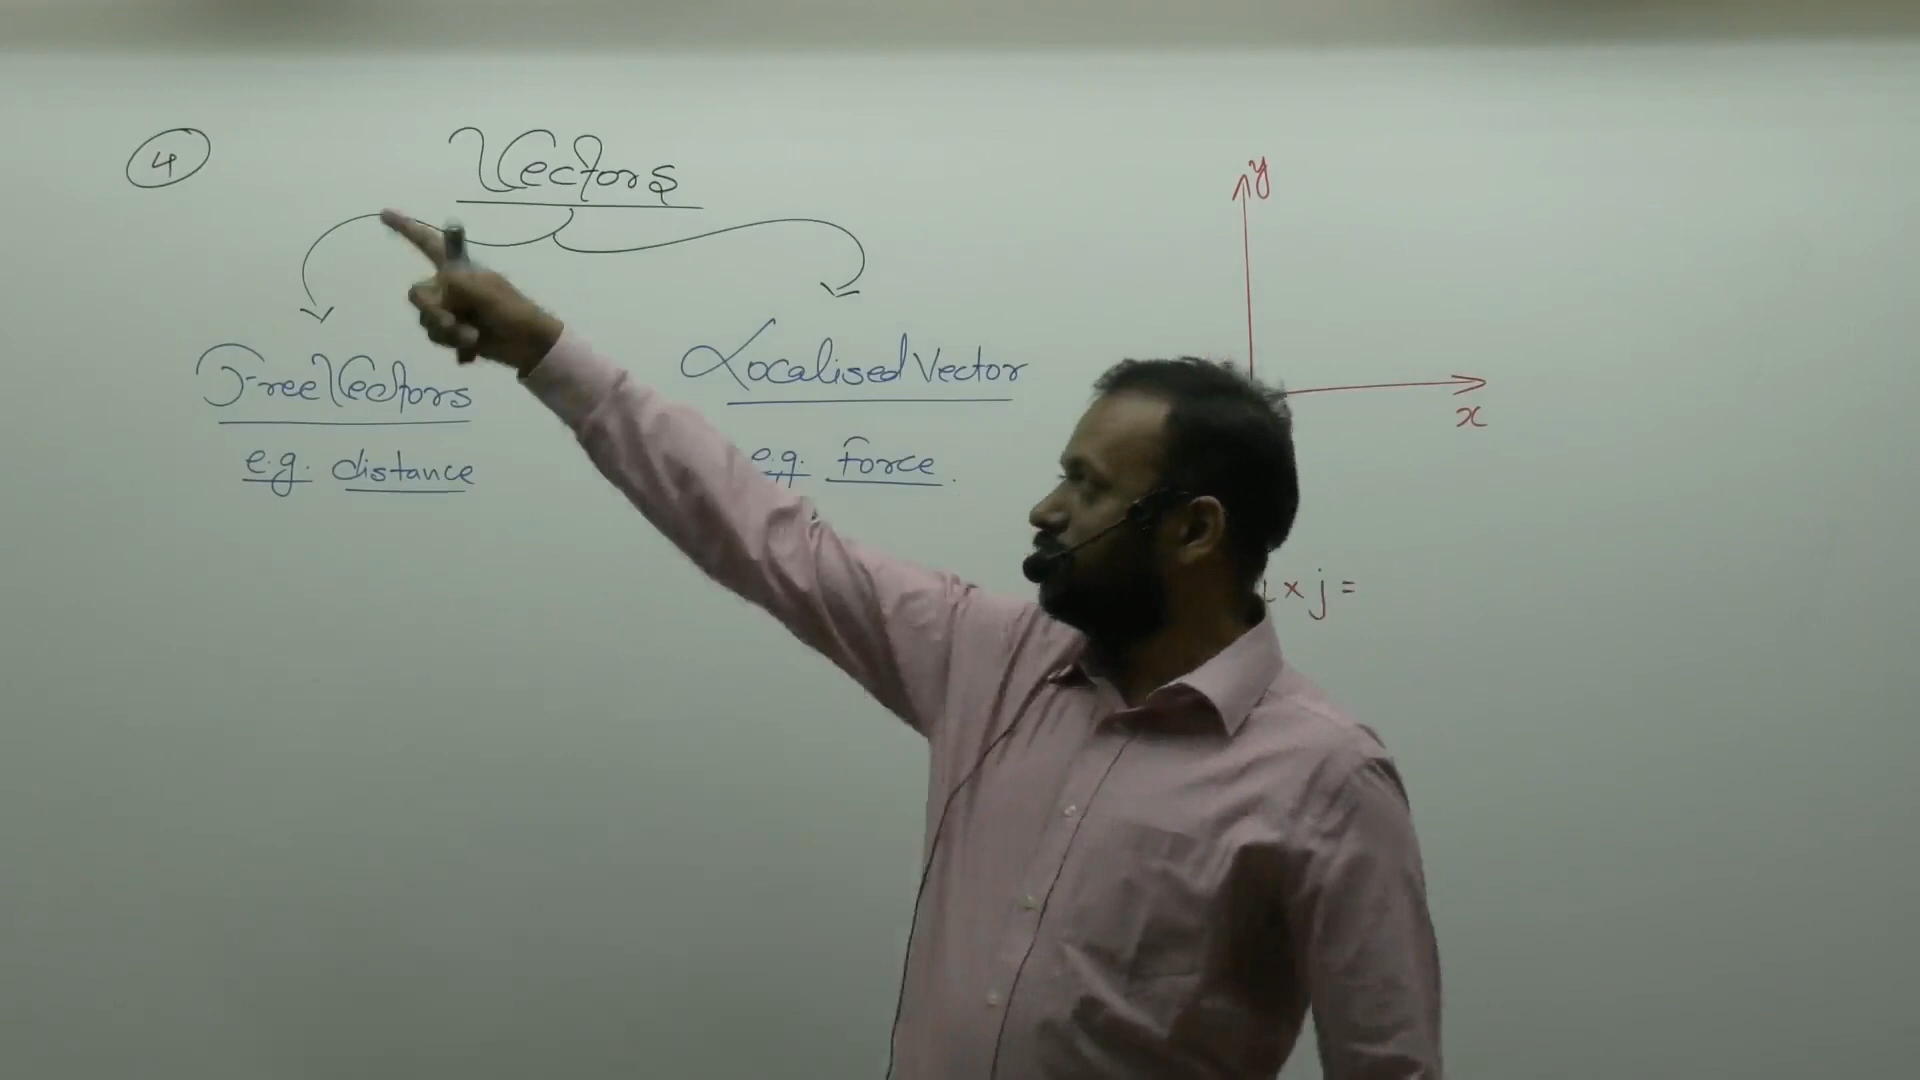 4
Vectors
Free Vectors
e.g. distance
Localised Vector
e.g. Force.
y
x
i x j =